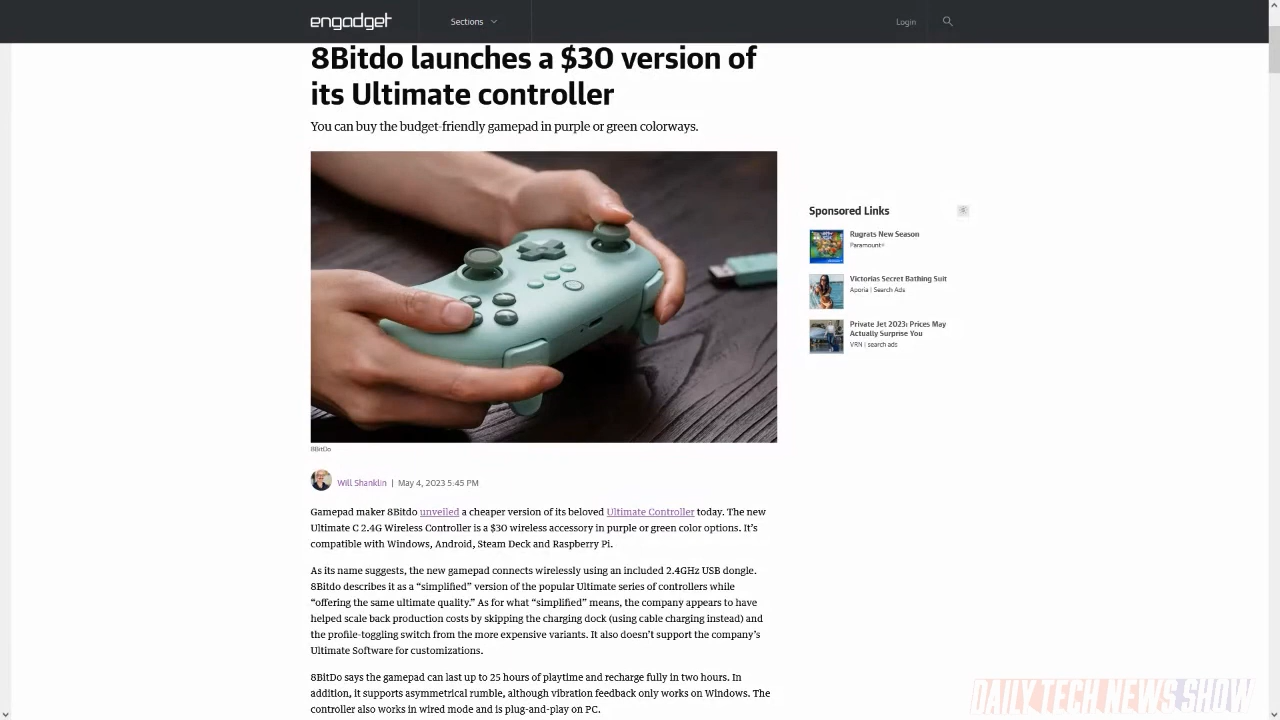 engadget
Sections
Login
8Bitdo launches a $30 version of
its Ultimate controller
You can buy the budget-friendly gamepad in purple or green colorways.
Sponsored Links
Rugrats New Season
Paramount+
Victorias Secret Bathing Suit
Aporia | Search Ads
Private Jet 2023: Prices May
Actually Surprise You
VRN | search ads
8BitDo
Will Shanklin | May 4, 2023 5:45 PM
Gamepad maker 8Bitdo unveiled a cheaper version of its beloved Ultimate Controller today. The new
Ultimate C 2.4G Wireless Controller is a $30 wireless accessory in purple or green color options. It's
compatible with Windows, Android, Steam Deck and Raspberry Pi.
As its name suggests, the new gamepad connects wirelessly using an included 2.4GHz USB dongle.
8Bitdo describes it as a “simplified” version of the popular Ultimate series of controllers while
“offering the same ultimate quality.” As for what “simplified” means, the company appears to have
helped scale back production costs by skipping the charging dock (using cable charging instead) and
the profile-toggling switch from the more expensive variants. It also doesn't support the company's
Ultimate Software for customizations.
8BitDo says the gamepad can last up to 25 hours of playtime and recharge fully in two hours. In
addition, it supports asymmetrical rumble, although vibration feedback only works on Windows. The
controller also works in wired mode and is plug-and-play on PC.
DAILY TECH NEWS SHOW